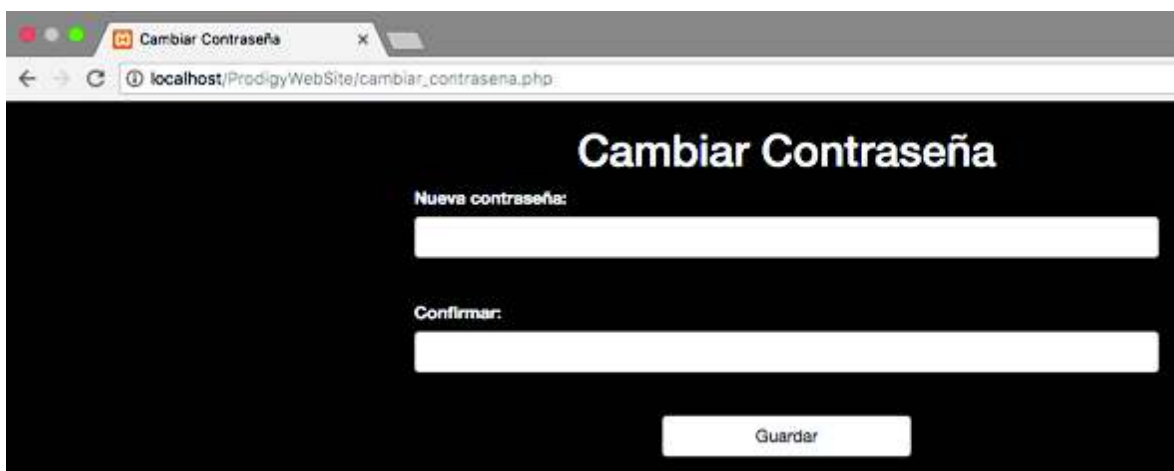 Cambiar Contraseña
localhost/ProdigyWebSite/cambiar_contrasena.php
Cambiar Contraseña
Nueva contraseña:
Confirmar:
Guardar